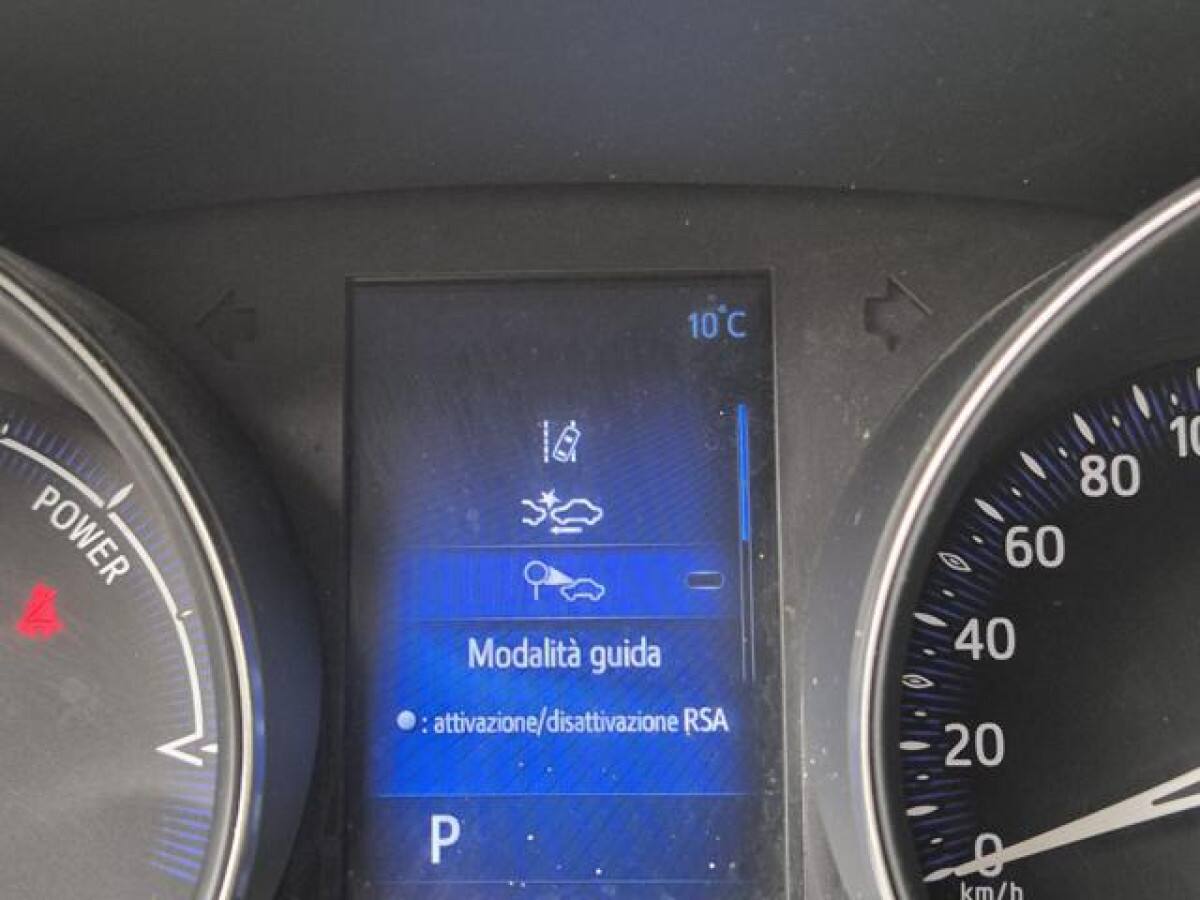 10°C
POWER
Modalità guida
: attivazione/disattivazione RSA
P
80
60
40
20
0
km/h